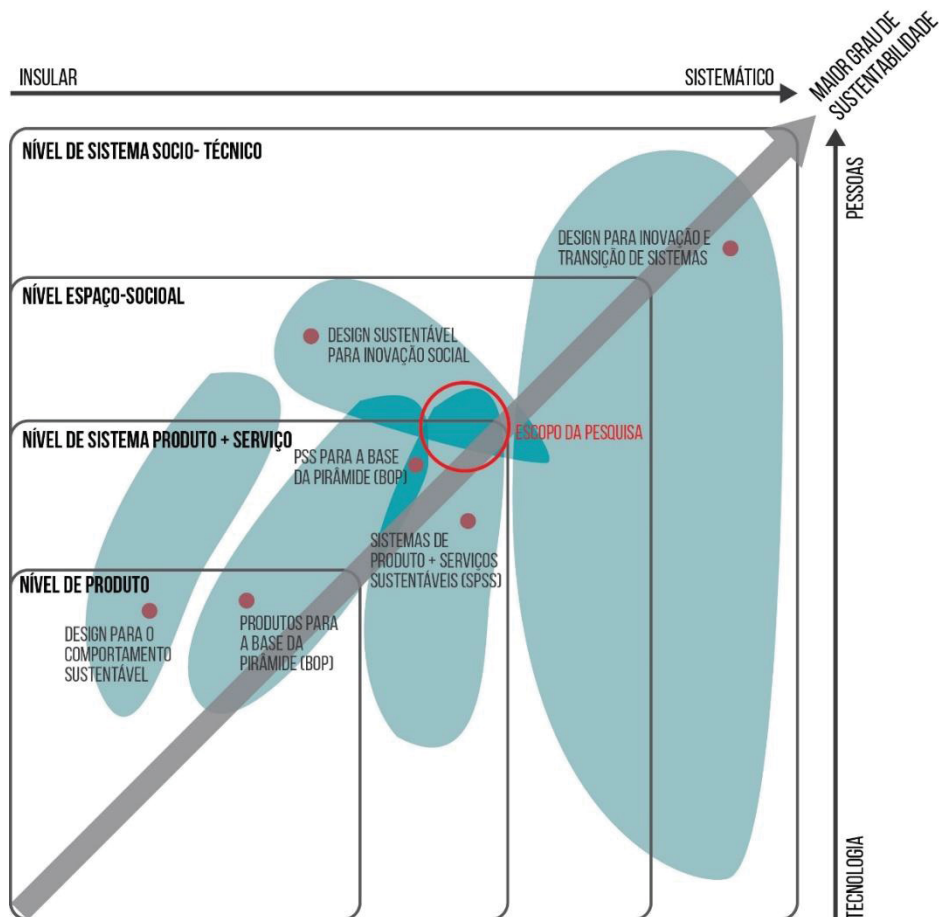 INSULAR
SISTEMÁTICO
MAIOR GRAU DE
SUSTENTABILIDADE
NÍVEL DE SISTEMA SOCIO- TÉCNICO
PESSOAS
DESIGN PARA INOVAÇÃO E
TRANSIÇÃO DE SISTEMAS
NÍVEL ESPAÇO-SOCIOAL
DESIGN SUSTENTÁVEL
PARA INOVAÇÃO SOCIAL
NÍVEL DE SISTEMA PRODUTO + SERVIÇO
ESCOPO DA PESQUISA
PSS PARA A BASE
DA PIRÂMIDE (BOP)
SISTEMAS DE
PRODUTO + SERVIÇOS
SUSTENTÁVEIS (SPSS)
NÍVEL DE PRODUTO
DESIGN PARA O
COMPORTAMENTO
SUSTENTÁVEL
PRODUTOS PARA
A BASE DA
PIRÂMIDE (BOP)
TECNOLOGIA